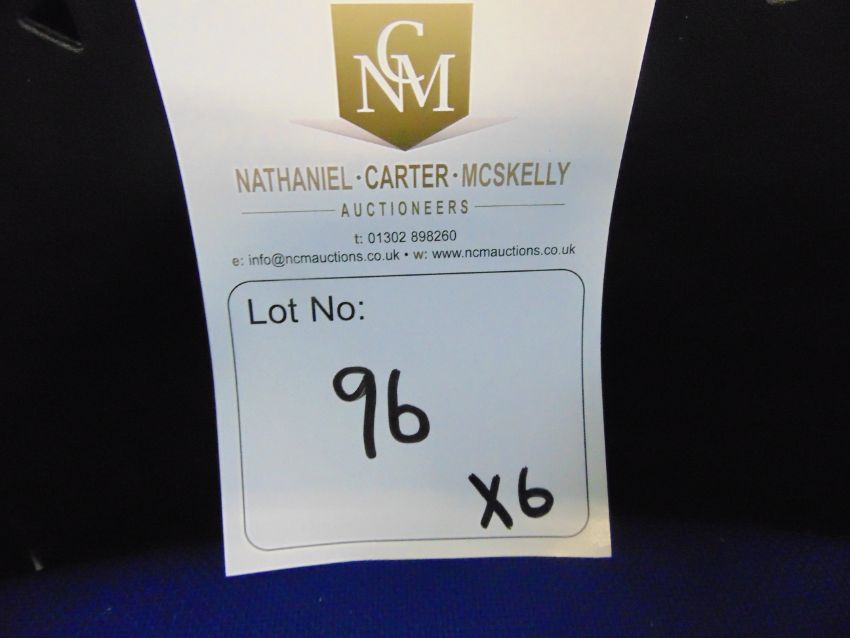 NCM
NATHANIEL · CARTER · MCSKELLY
AUCTIONEERS
t: 01302 898260
e: info@ncmauctions.co.uk • w: www.ncmauctions.co.uk
Lot No:
96
X6